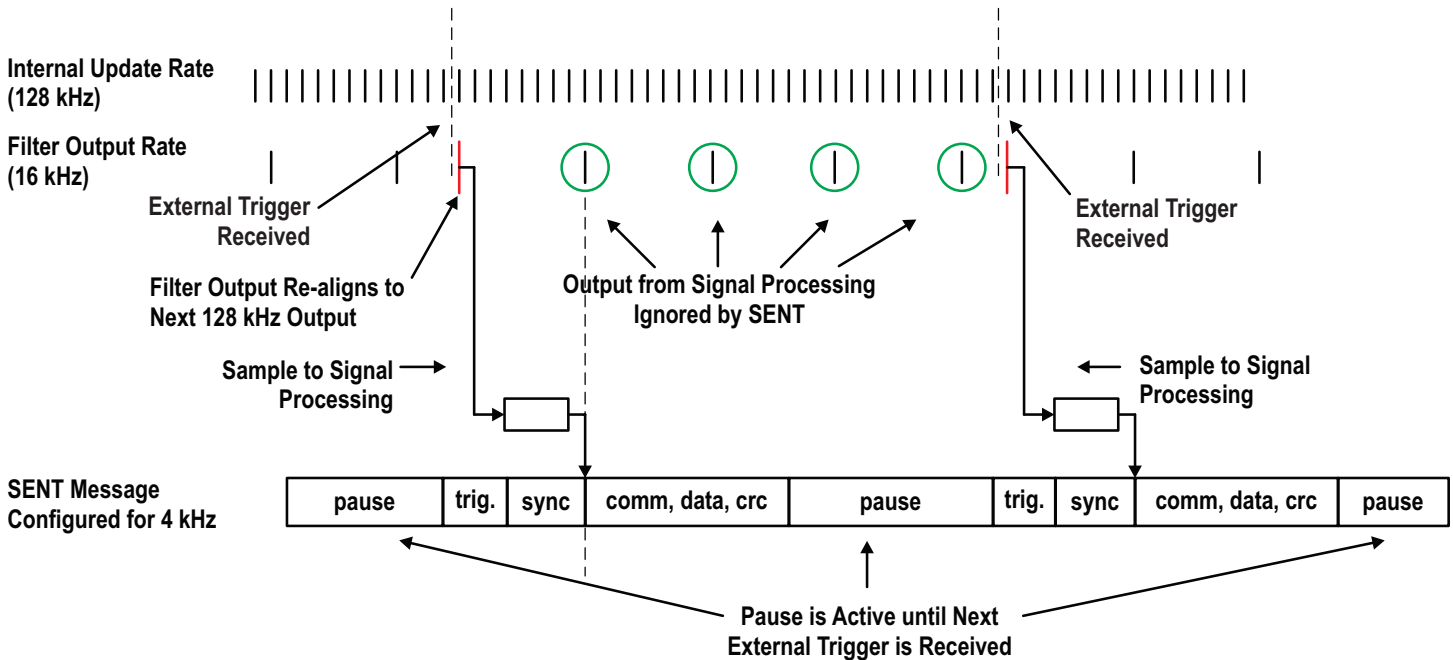 Internal Update Rate
(128 kHz)
Filter Output Rate
(16 kHz)
External Trigger
Received
External Trigger
Received
Filter Output Re-aligns to
Next 128 kHz Output
Output from Signal Processing
Ignored by SENT
Sample to Signal
Processing
Sample to Signal
Processing
SENT Message
Configured for 4 kHz
pause
trig.
sync
comm, data, crc
pause
trig.
sync
comm, data, crc
pause
Pause is Active until Next
External Trigger is Received